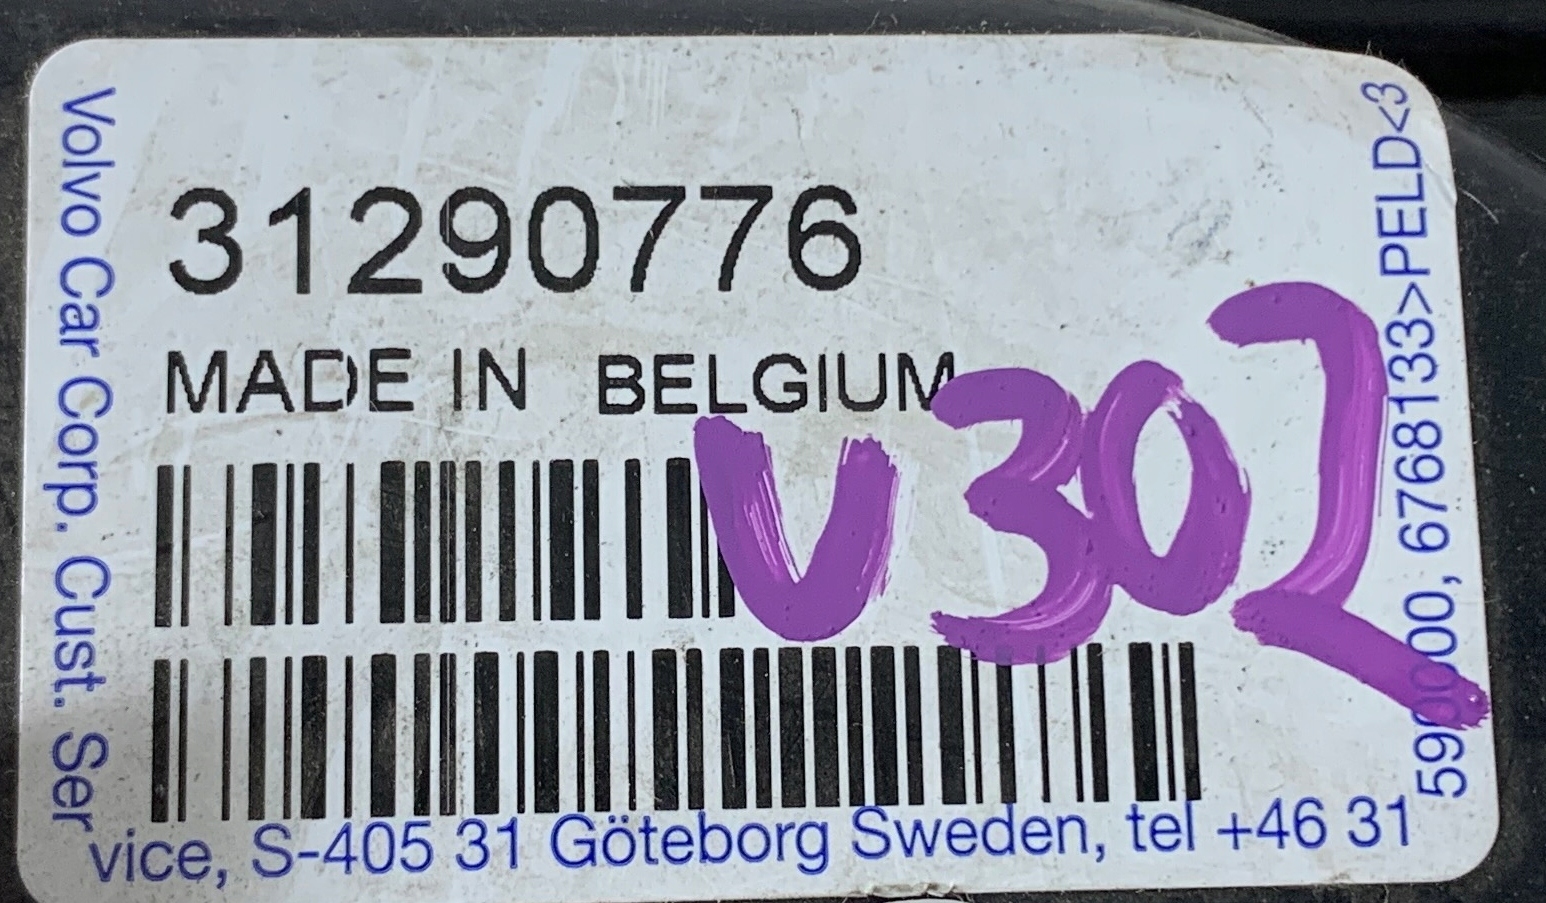 31290776
MADE IN BELGIUM
V302
Volvo Car Corp. Cust. Ser
vice, S-405 31 Göteborg Sweden, tel +46 31
590000, 6768133>PELD<3